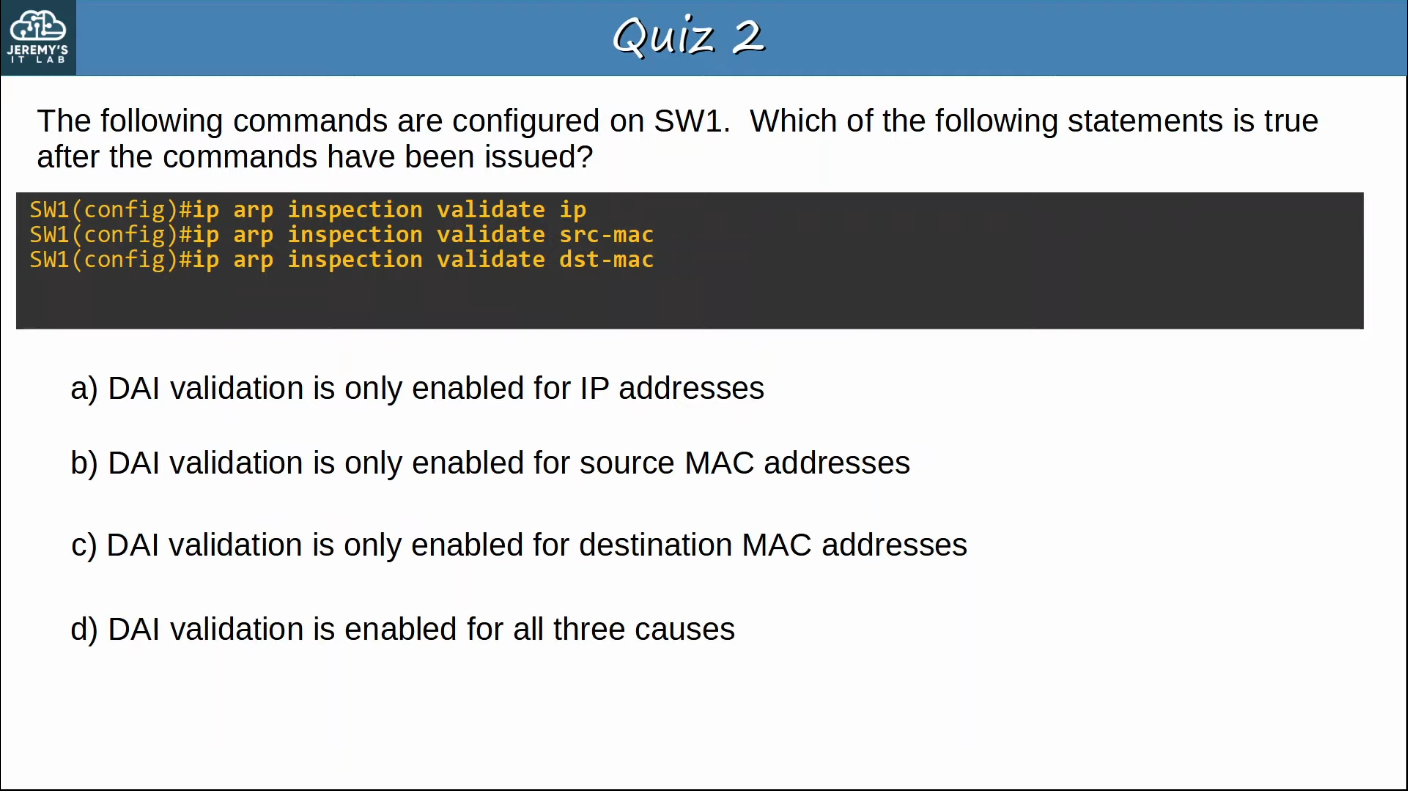 JEREMY'S
IT LAB
Quiz 2
The following commands are configured on SW1.  Which of the following statements is true
after the commands have been issued?
SW1(config)#ip arp inspection validate ip
SW1(config)#ip arp inspection validate src-mac
SW1(config)#ip arp inspection validate dst-mac
a) DAI validation is only enabled for IP addresses
b) DAI validation is only enabled for source MAC addresses
c) DAI validation is only enabled for destination MAC addresses
d) DAI validation is enabled for all three causes